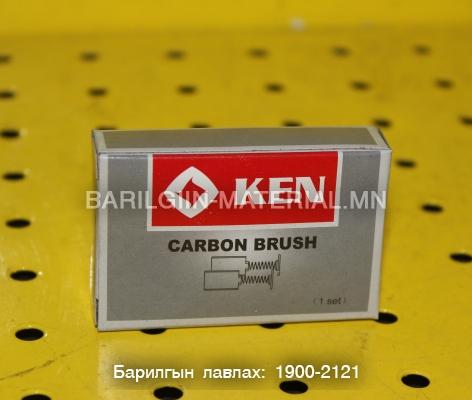 KEN
BARILGIIN-MATERIAL.MN
CARBON BRUSH
(1 set)
Барилгын лавлах: 1900-2121